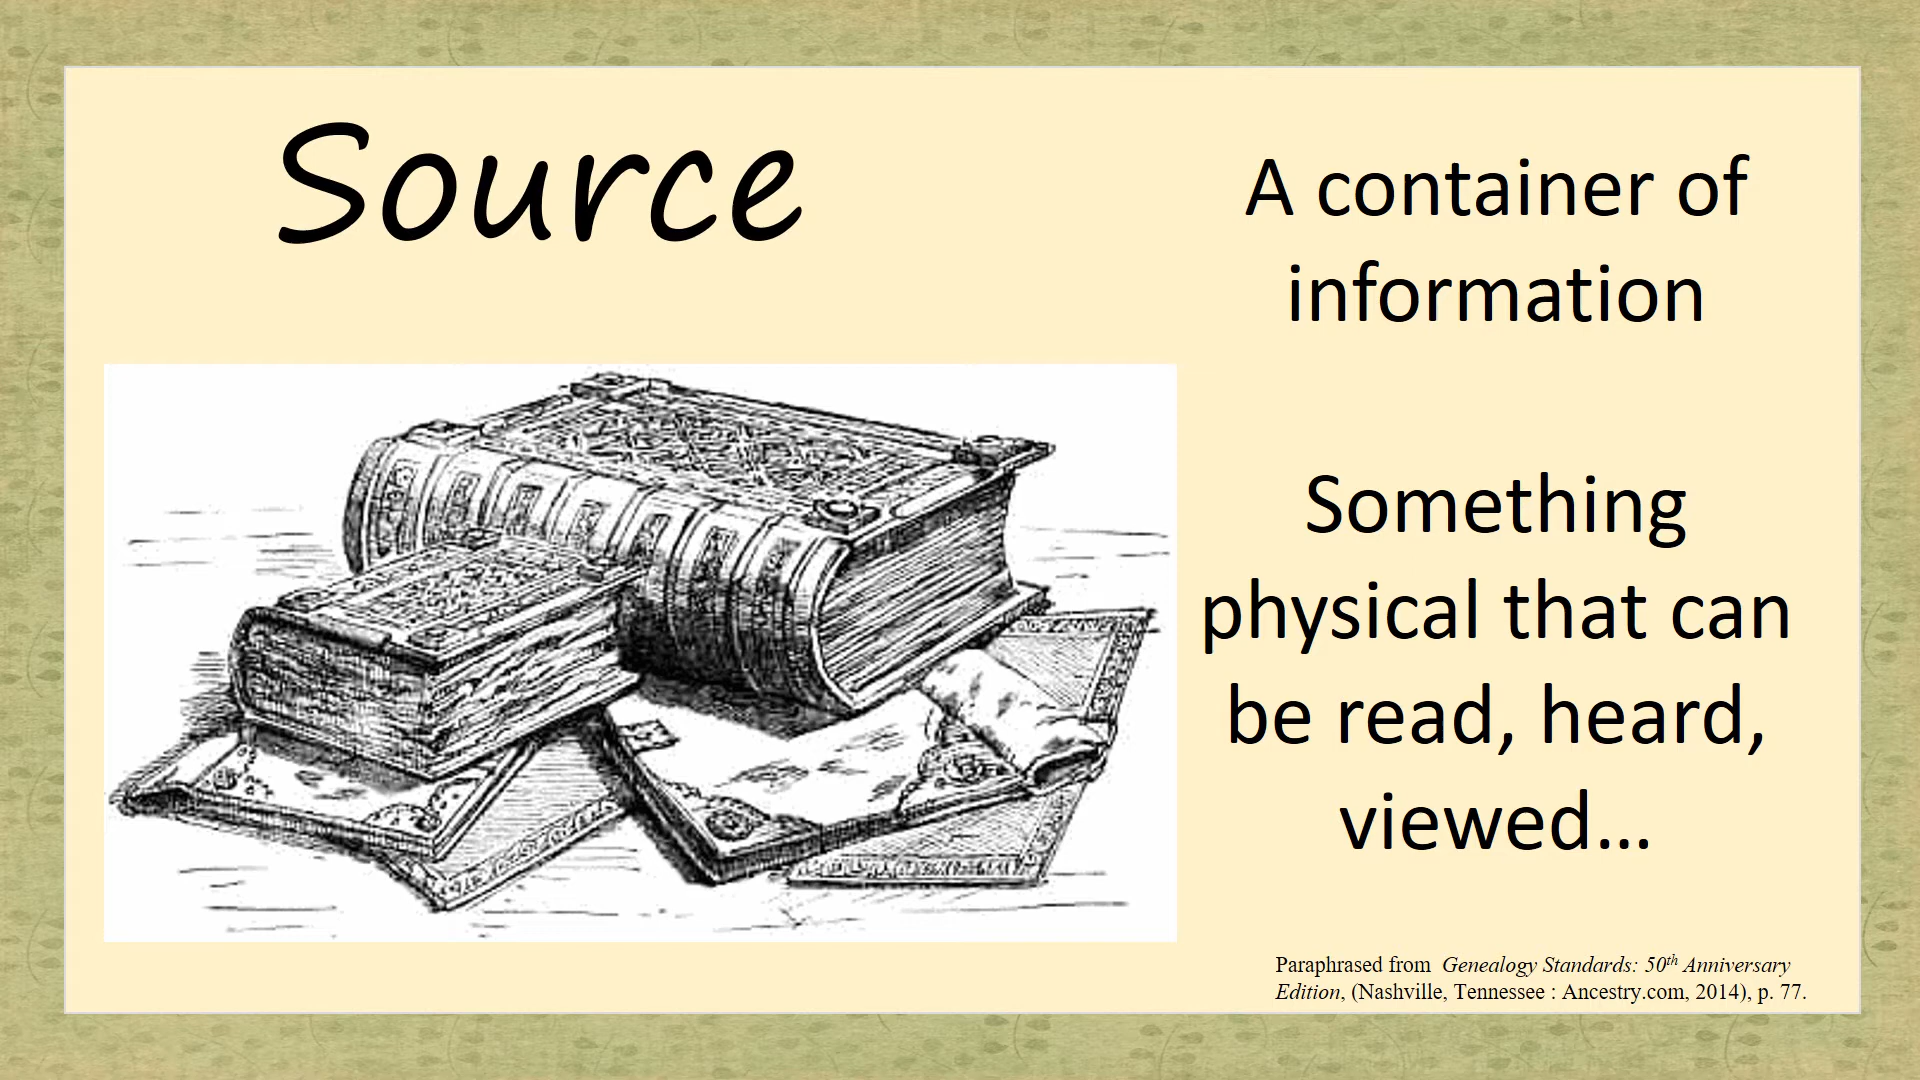 Source
A container of
information
Something
physical that can
be read, heard,
viewed...
Paraphrased from Genealogy Standards: 50th Anniversary
Edition, (Nashville, Tennessee : Ancestry.com, 2014), p. 77.